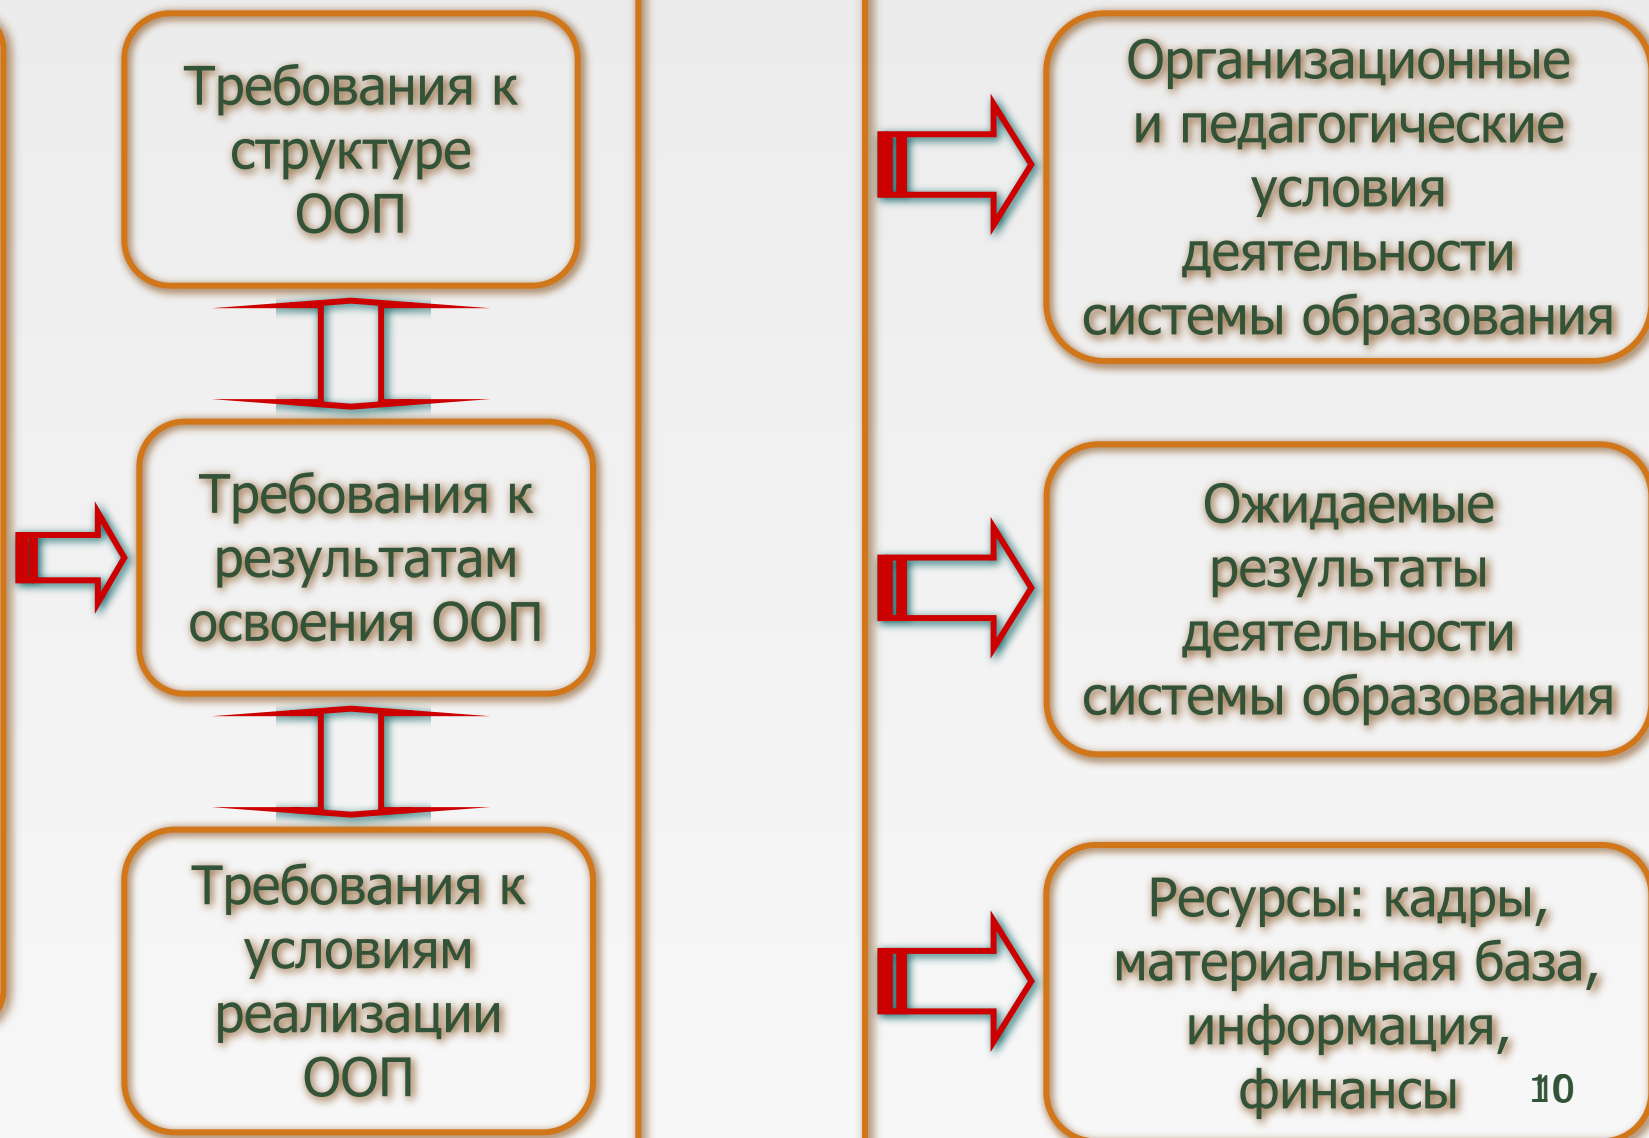 Требования к
структуре
ООП
Требования к
результатам
освоения ООП
Требования к
условиям
реализации
ООП
Организационные
и педагогические
условия
деятельности
системы образования
Ожидаемые
результаты
деятельности
системы образования
Ресурсы: кадры,
материальная база,
информация,
финансы
10